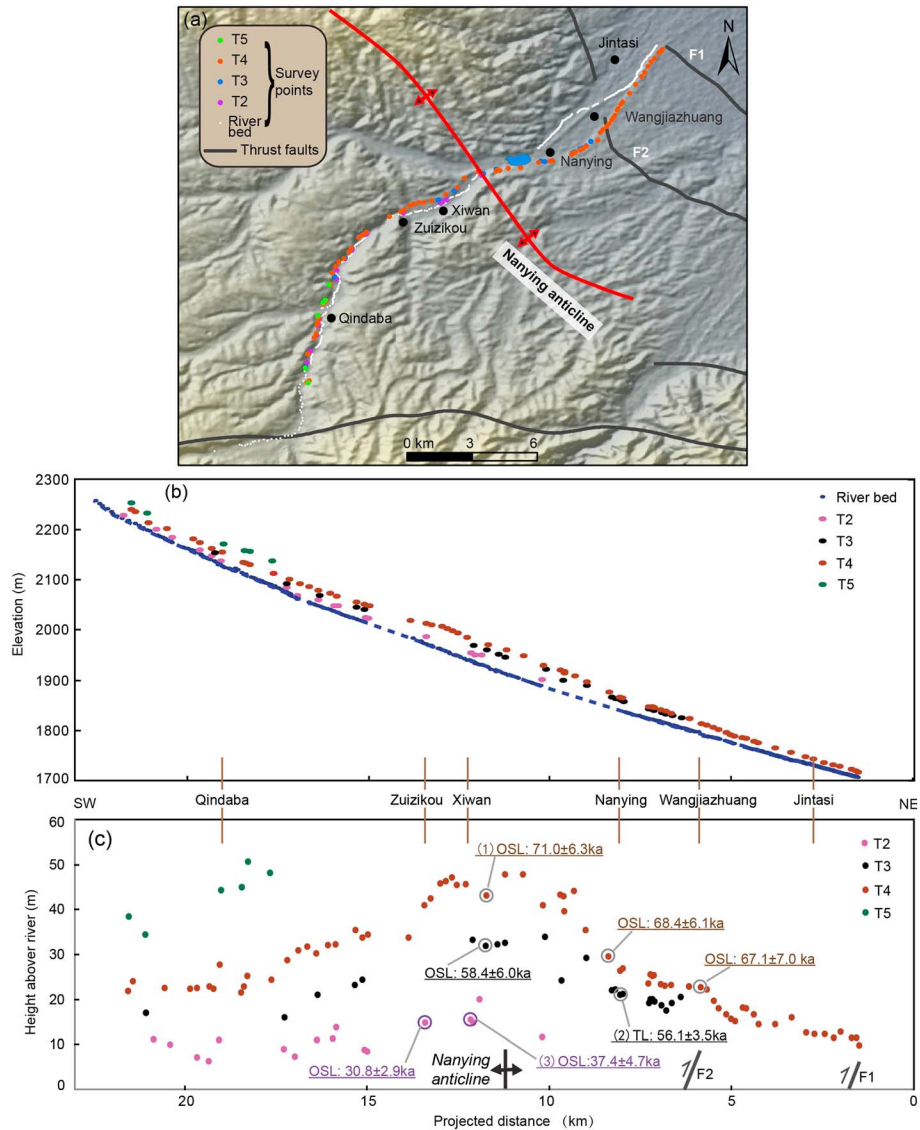 (a)
N
T5
T4
T3
T2
River
bed
Survey
points
Thrust faults
Jintasi
F1
Wangjiazhuang
F2
Nanying
Xiwan
Zuizikou
Nanying
anticline
Qindaba
0 km 3 6
(b)
2300
2200
2100
2000
1900
1800
1700
Elevation (m)
River bed
T2
T3
T4
T5
SW
Qindaba
Zuizikou
Xiwan
Nanying
Wangjiazhuang
Jintasi
NE
(c)
60
50
40
30
20
10
0
Height above river (m)
T2
T3
T4
T5
(1) OSL: 71.0±6.3ka
OSL: 68.4±6.1ka
OSL: 67.1±7.0 ka
OSL: 58.4±6.0ka
(2) TL: 56.1±3.5ka
OSL: 30.8±2.9ka
(3) OSL:37.4±4.7ka
Nanying
anticline
F2
F1
20 15 10 5 0
Projected distance (km)